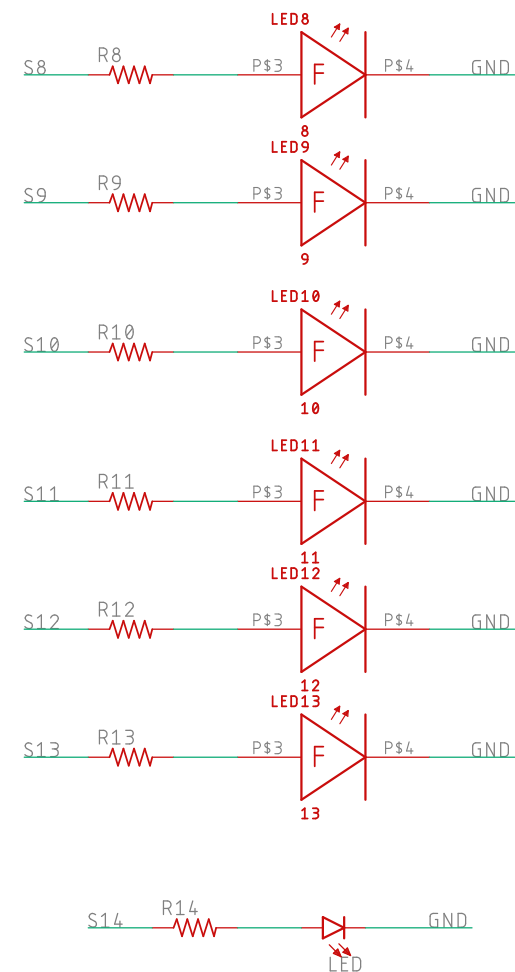 LED8
R8
S8 P$3 F P$4 GND
8
LED9
R9
S9 P$3 F P$4 GND
9
LED10
R10
S10 P$3 F P$4 GND
10
LED11
R11
S11 P$3 F P$4 GND
11
LED12
R12
S12 P$3 F P$4 GND
12
LED13
R13
S13 P$3 F P$4 GND
13
R14
S14 GND
LED